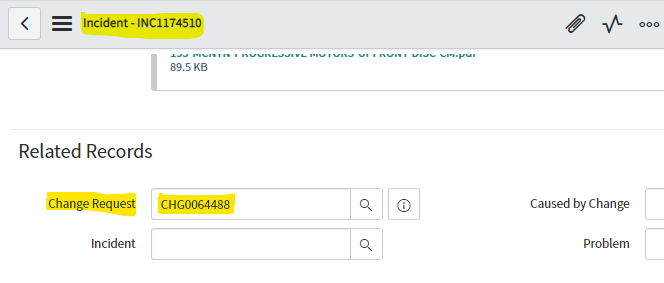 Incident - INC1174510
89.5 KB
Related Records
Change Request
CHG0064488
Caused by Change
Incident
Problem